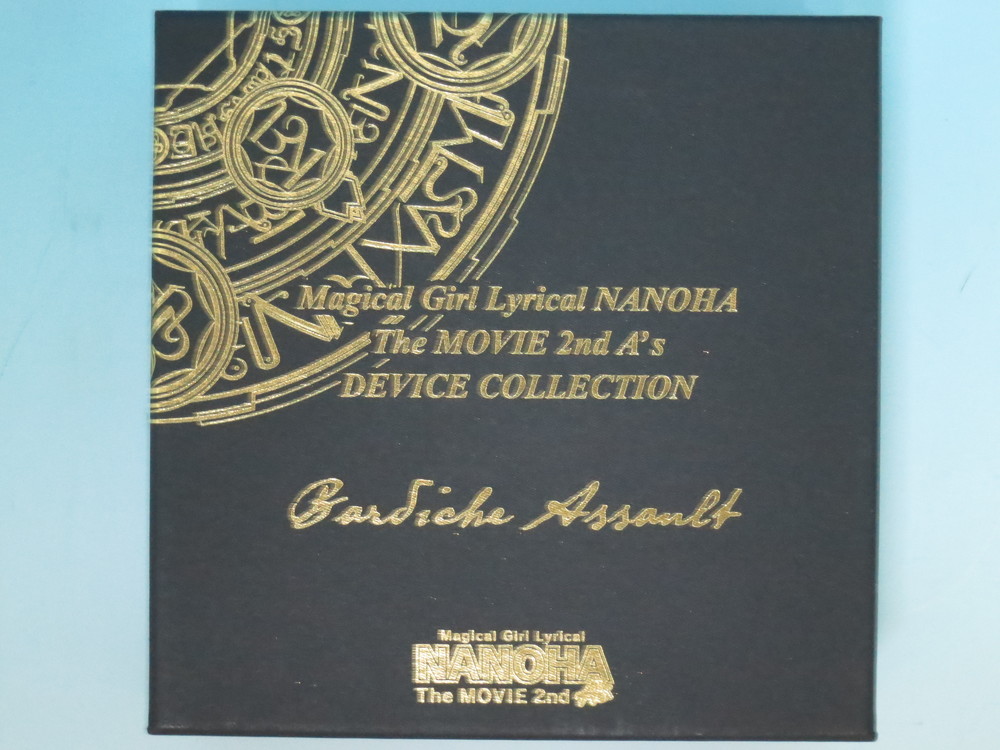 Magical Girl Lyrical NANOHA
The MOVIE 2nd A's
DEVICE COLLECTION
Bardiche Assault
Magical Girl Lyrical
NANOHA
The MOVIE 2nd